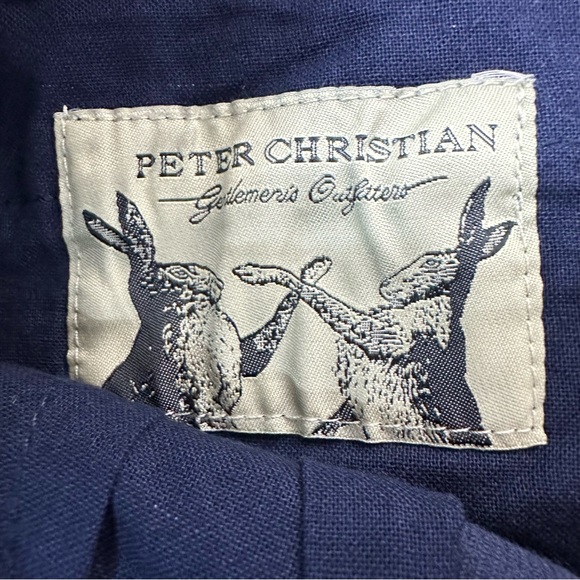 PETER CHRISTIAN
Gentlemen's Outfitters